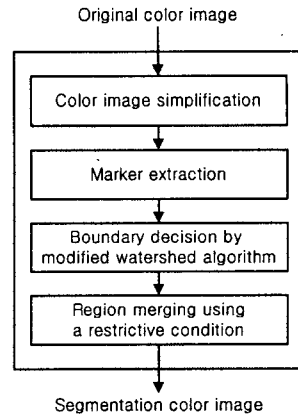 Original color image
Color image simplification
Marker extraction
Boundary decision by
modified watershed algorithm
Region merging using
a restrictive condition
Segmentation color image